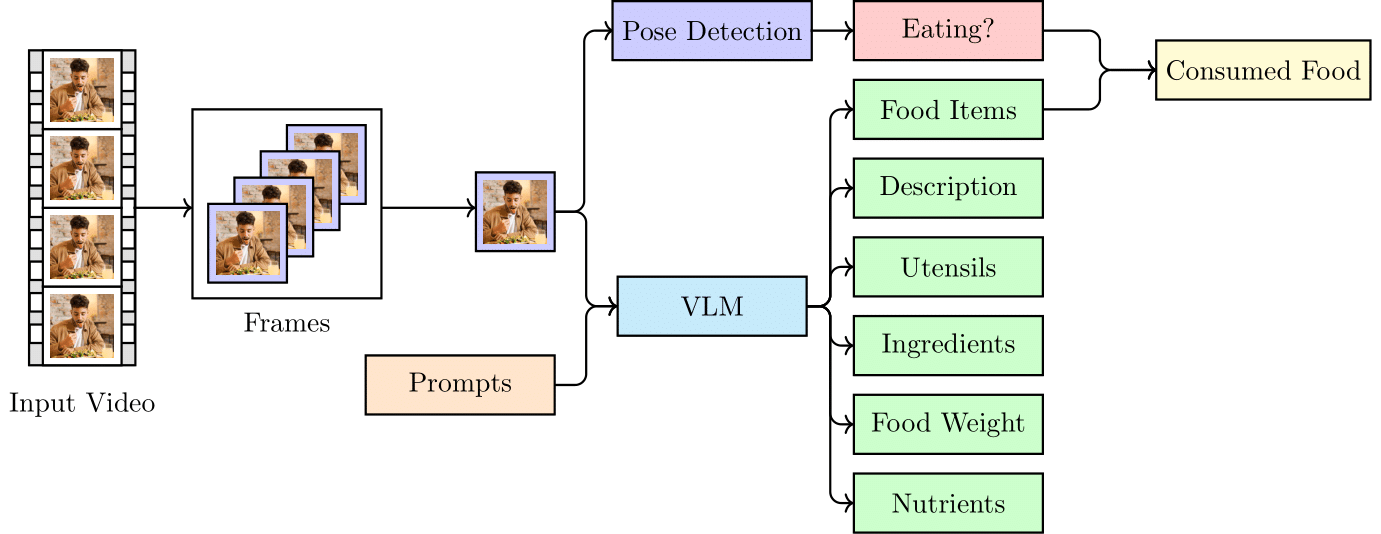 Input Video
Frames
Prompts
Pose Detection
VLM
Eating?
Food Items
Description
Utensils
Ingredients
Food Weight
Nutrients
Consumed Food